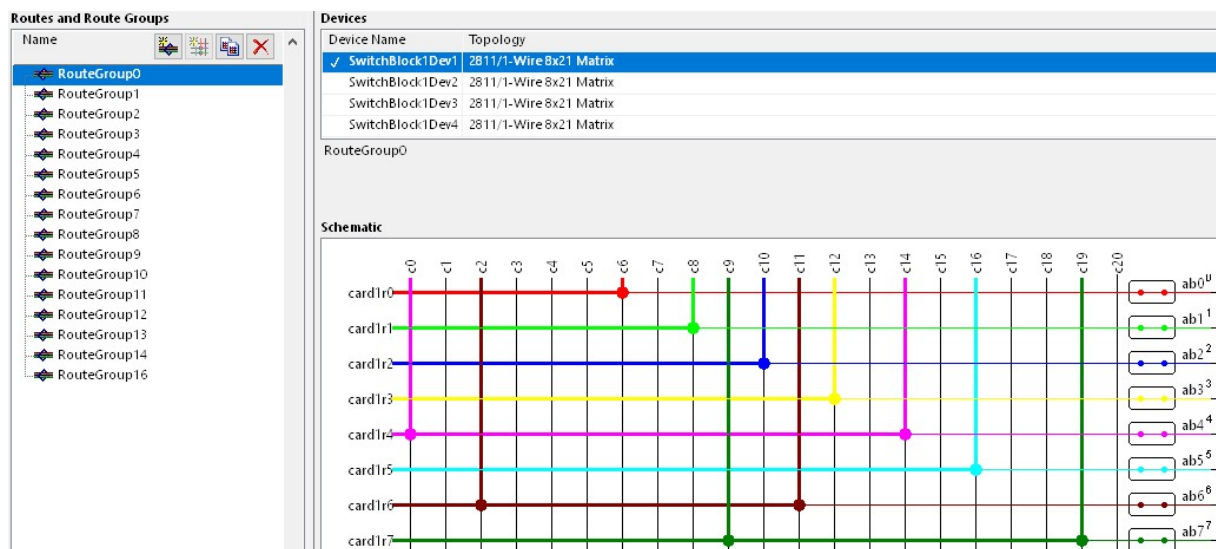 Routes and Route Groups
Name
RouteGroup0
RouteGroup1
RouteGroup2
RouteGroup3
RouteGroup4
RouteGroup5
RouteGroup6
RouteGroup7
RouteGroup8
RouteGroup9
RouteGroup10
RouteGroup11
RouteGroup12
RouteGroup13
RouteGroup14
RouteGroup15
RouteGroup16
Devices
Device Name Topology
✓ SwitchBlock1Dev1 2811/1-Wire 8x21 Matrix
SwitchBlock1Dev2 2811/1-Wire 8x21 Matrix
SwitchBlock1Dev3 2811/1-Wire 8x21 Matrix
SwitchBlock1Dev4 2811/1-Wire 8x21 Matrix
RouteGroup0
Schematic
c0 c2 c3 c4 c5 c6 c7 c8 c9 c10 c11 c12 c13 c14 c15 c16 c17 c18 c19 c20
card1r0 ab0 0
card1r1 ab1 1
card1r2 ab2 2
card1r3 ab3 3
card1r4 ab4 4
card1r5 ab5 5
card1r6 ab6 6
card1r7 ab7 7